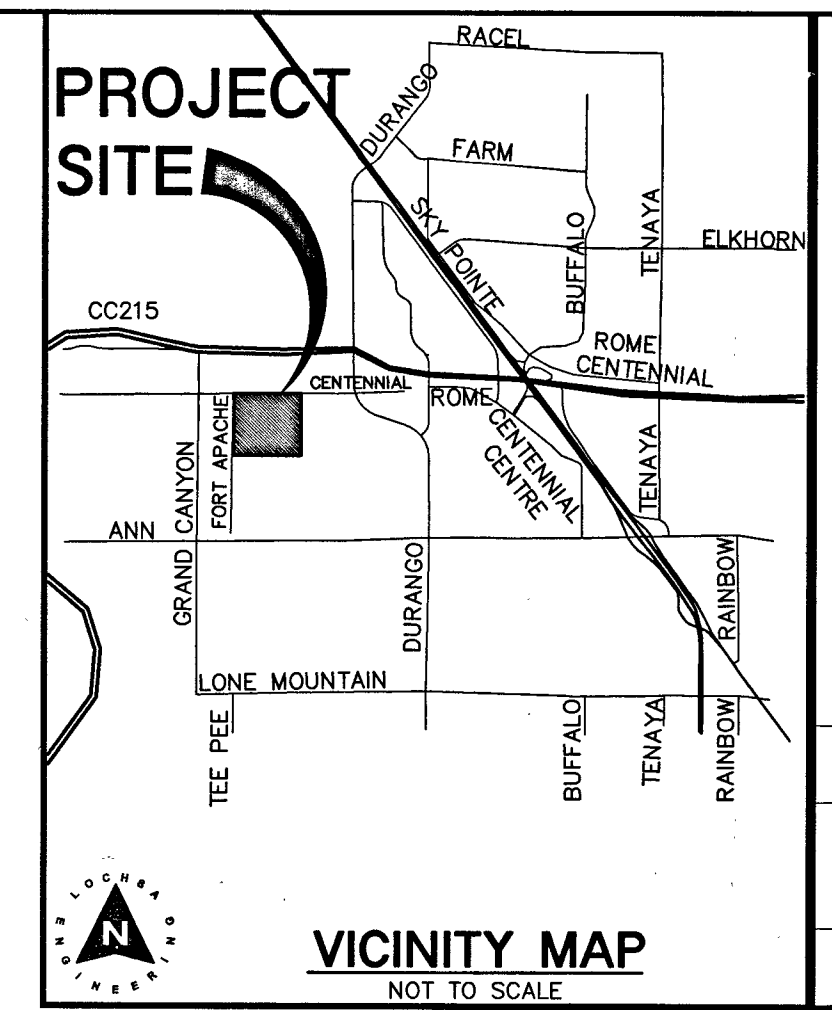 RACEL
PROJECT
SITE
DURANGO
FARM
SKY POINTE
BUFFALO
TENAYA
ELKHORN
CC215
ROME
CENTENNIAL
CENTENNIAL
ROME
CENTENNIAL
CENTRE
FORT APACHE
GRAND CANYON
TENAYA
ANN
DURANGO
RAINBOW
LONE MOUNTAIN
TEE PEE
BUFFALO
TENAYA
RAINBOW
LOCHSA
ENGINEERING
N
VICINITY MAP
NOT TO SCALE